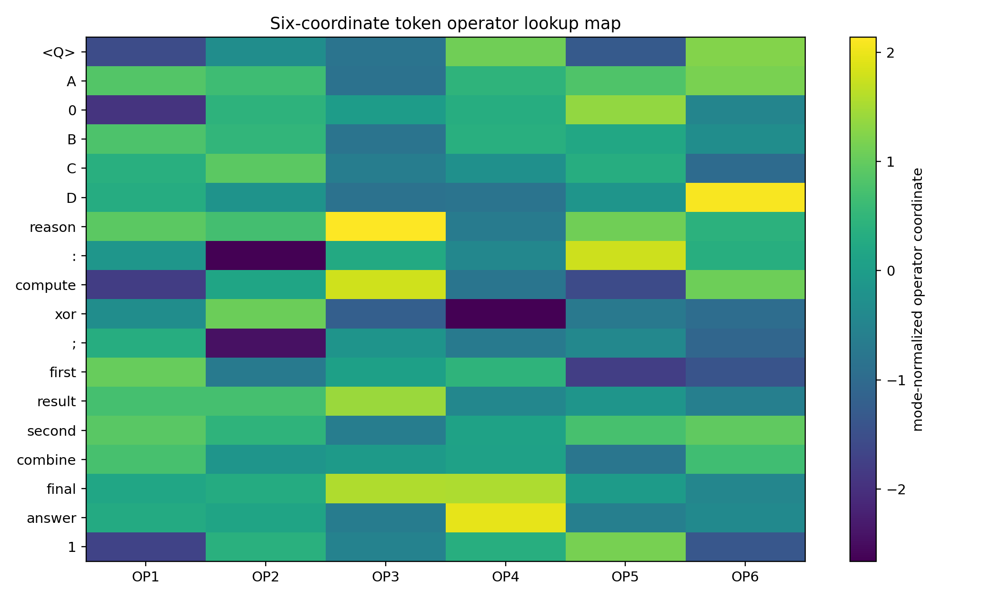 Six-coordinate token operator lookup map
<Q>
A
0
B
C
D
reason
:
compute
xor
;
first
result
second
combine
final
answer
1
OP1 OP2 OP3 OP4 OP5 OP6
2
1
0
−1
−2
mode-normalized operator coordinate